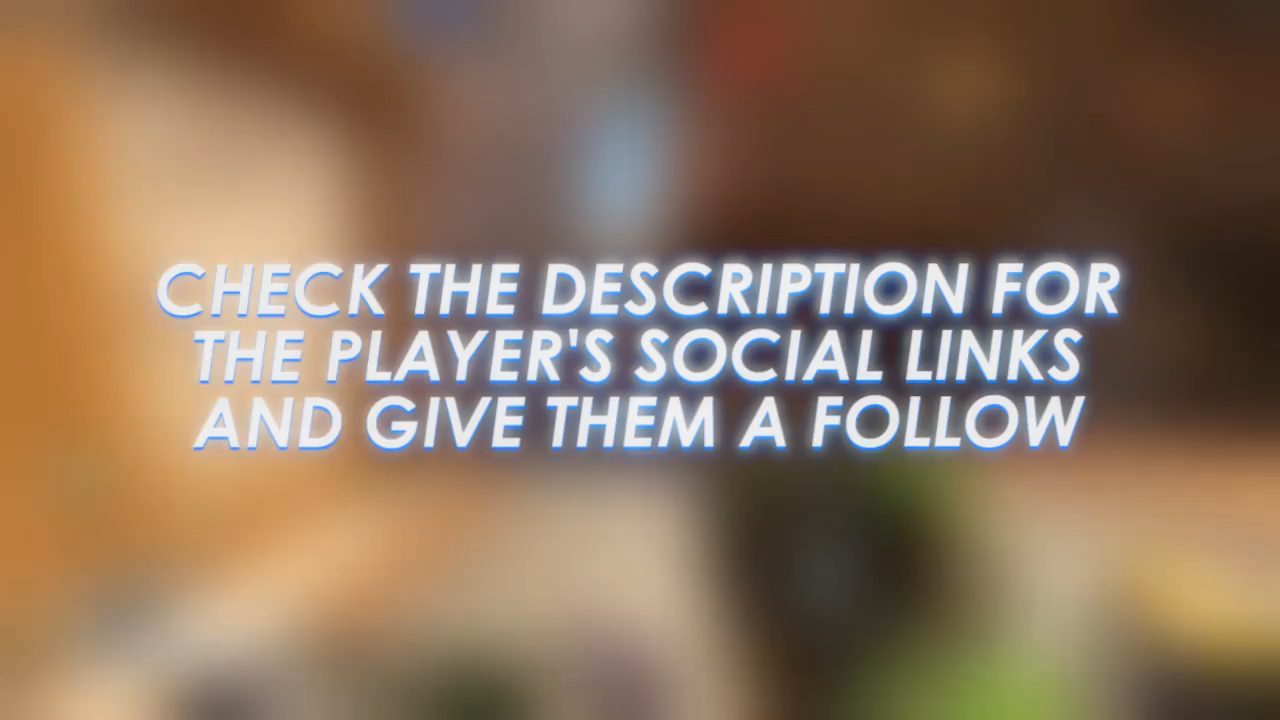 CHECK THE DESCRIPTION FOR
THE PLAYER'S SOCIAL LINKS
AND GIVE THEM A FOLLOW